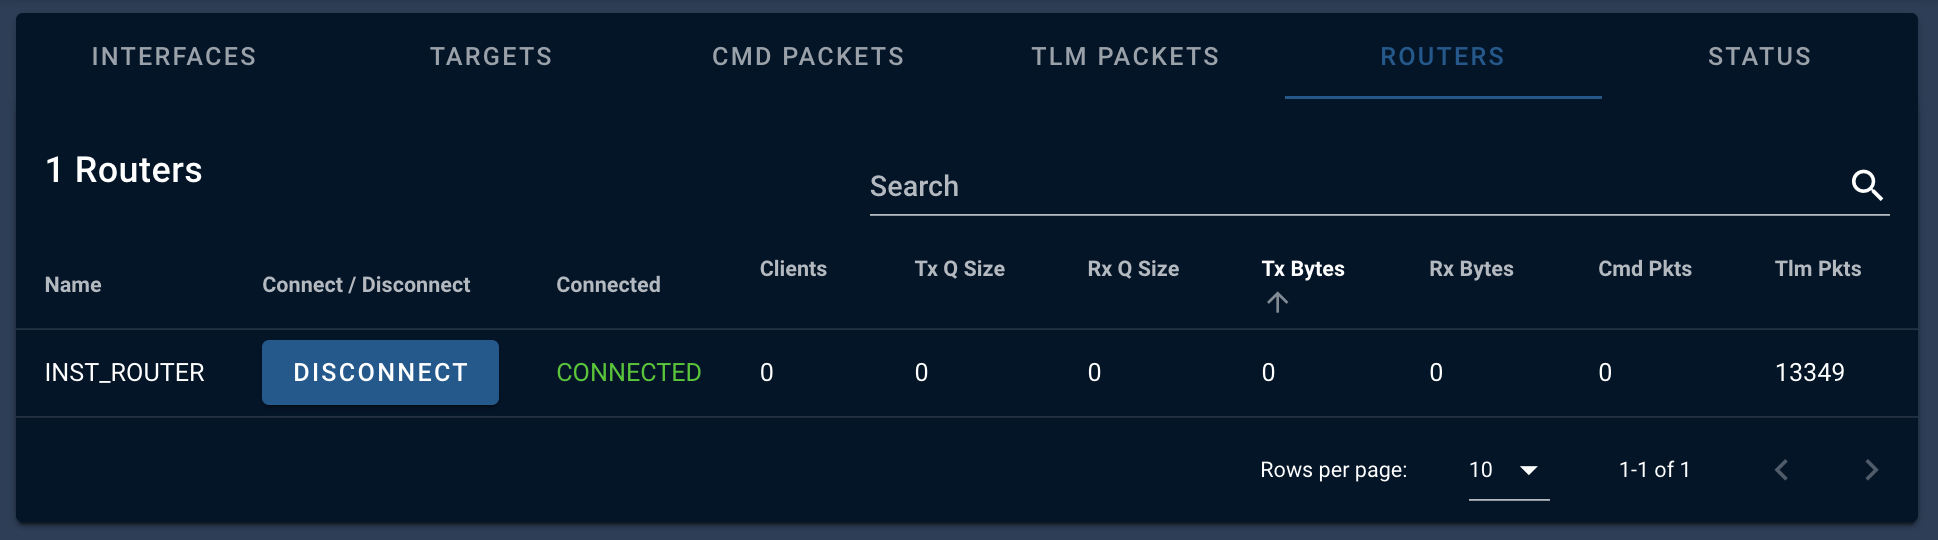 INTERFACES TARGETS CMD PACKETS TLM PACKETS ROUTERS STATUS
1 Routers
Search
Name Connect / Disconnect Connected Clients Tx Q Size Rx Q Size Tx Bytes Rx Bytes Cmd Pkts Tlm Pkts
INST_ROUTER DISCONNECT CONNECTED 0 0 0 0 0 0 13349
Rows per page: 10 1-1 of 1